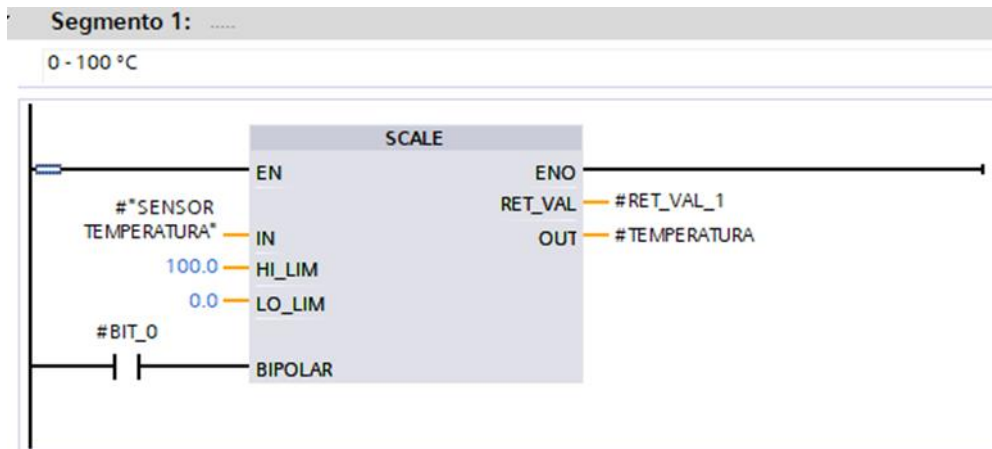 Segmento 1: .....
0 - 100 °C
SCALE
EN ENO
#"SENSOR
TEMPERATURA" IN
RET_VAL #RET_VAL_1
OUT #TEMPERATURA
100.0 HI_LIM
0.0 LO_LIM
#BIT_0
BIPOLAR